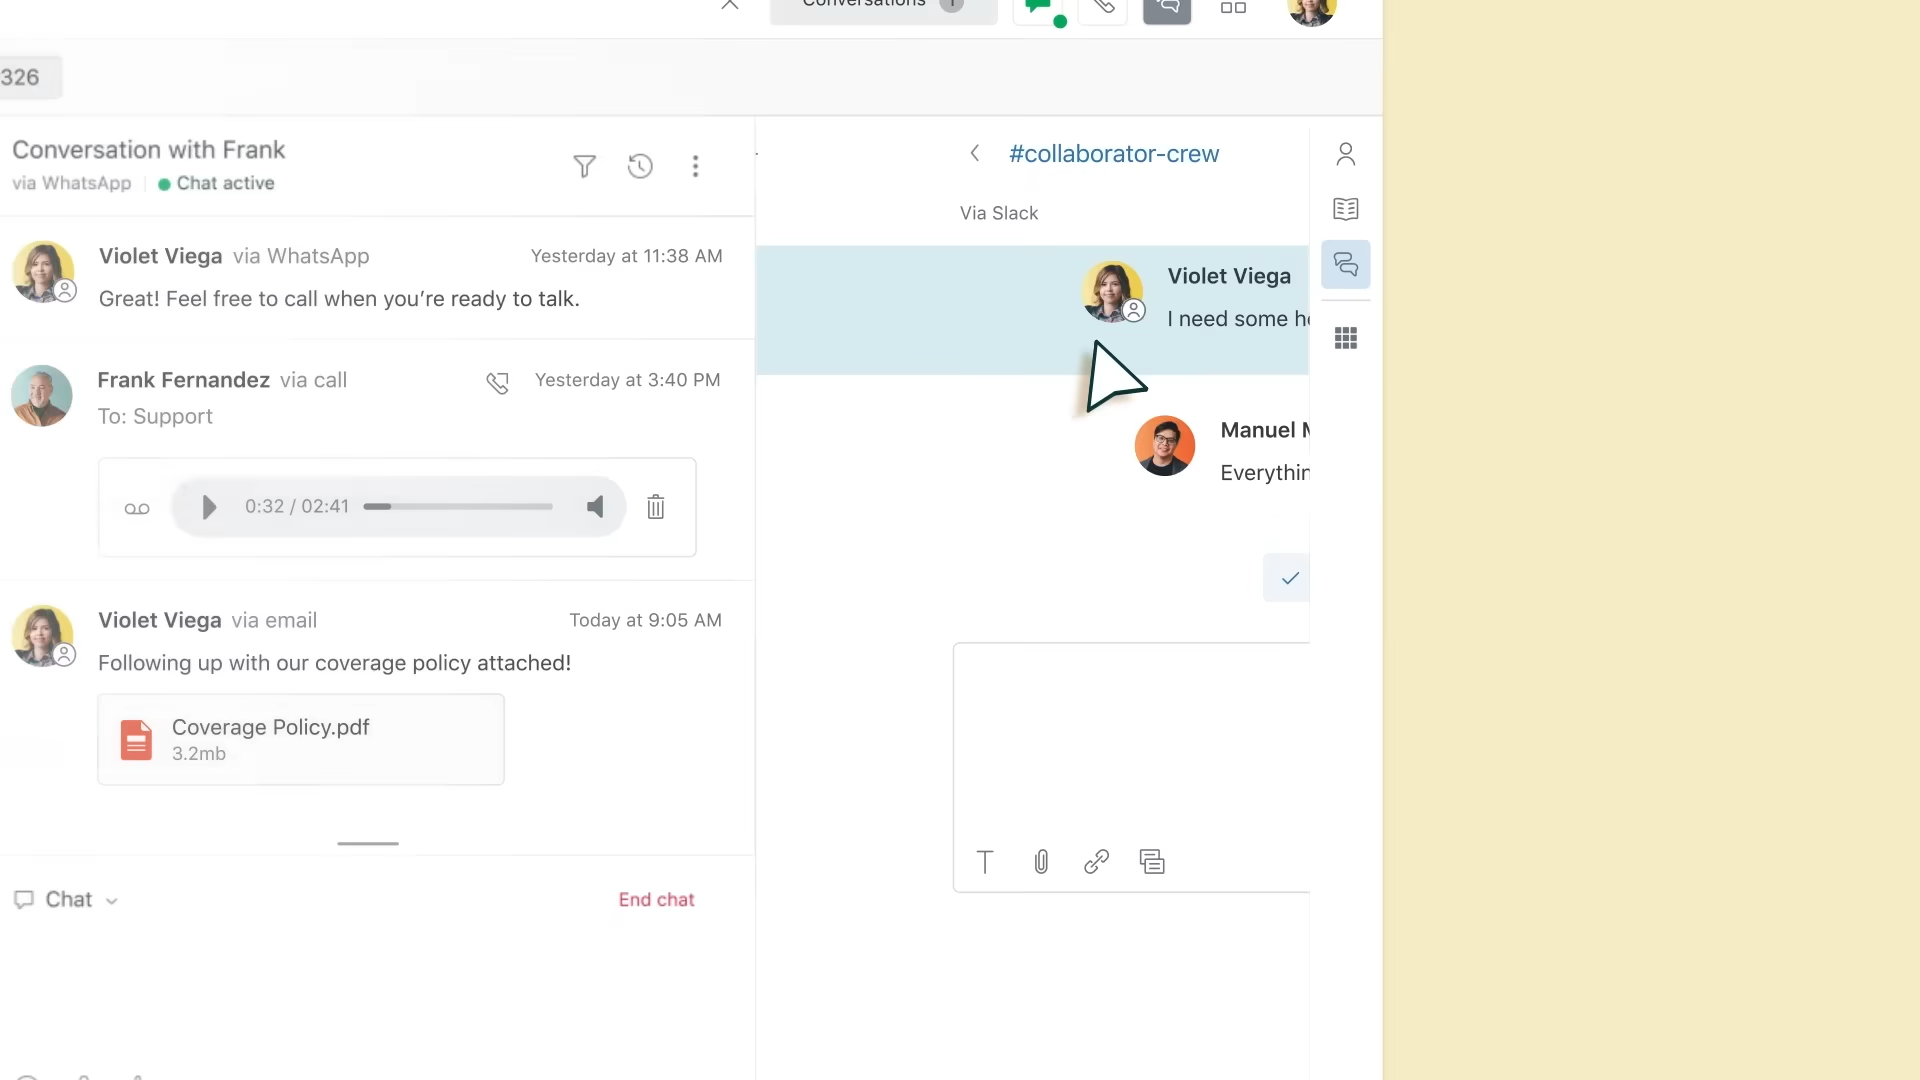 Conversations 1
326
Conversation with Frank
via WhatsApp Chat active
Violet Viega via WhatsApp Yesterday at 11:38 AM
Great! Feel free to call when you’re ready to talk.
Frank Fernandez via call Yesterday at 3:40 PM
To: Support
0:32 / 02:41
Violet Viega via email Today at 9:05 AM
Following up with our coverage policy attached!
Coverage Policy.pdf
3.2mb
Chat
End chat
#collaborator-crew
Via Slack
Violet Viega
I need some
Manuel
Everythin
T